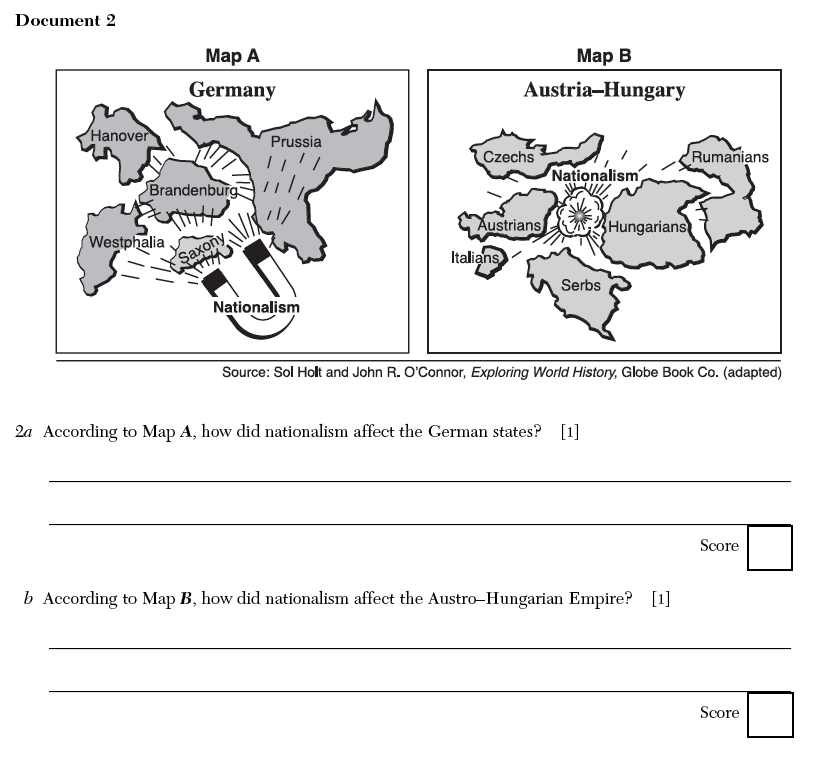 Document 2
Map A
Map B
Germany
Hanover
Prussia
Brandenburg
Westphalia
Saxony
Nationalism
Austria–Hungary
Czechs
Rumanians
Nationalism
Austrians
Hungarians
Italians
Serbs
Source: Sol Holt and John R. O’Connor, Exploring World History, Globe Book Co. (adapted)
2a According to Map A, how did nationalism affect the German states? [1]
Score
b According to Map B, how did nationalism affect the Austro–Hungarian Empire? [1]
Score